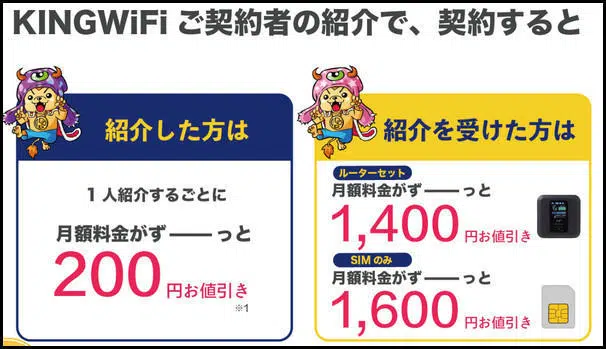 KINGWiFi ご契約者の紹介で、契約すると
紹介した方は
1人紹介するごとに
月額料金がず――っと
200円お値引き
※1
紹介を受けた方は
ルーターセット
月額料金がず――っと
1,400円お値引き
SIMのみ
月額料金がず――っと
1,600円お値引き